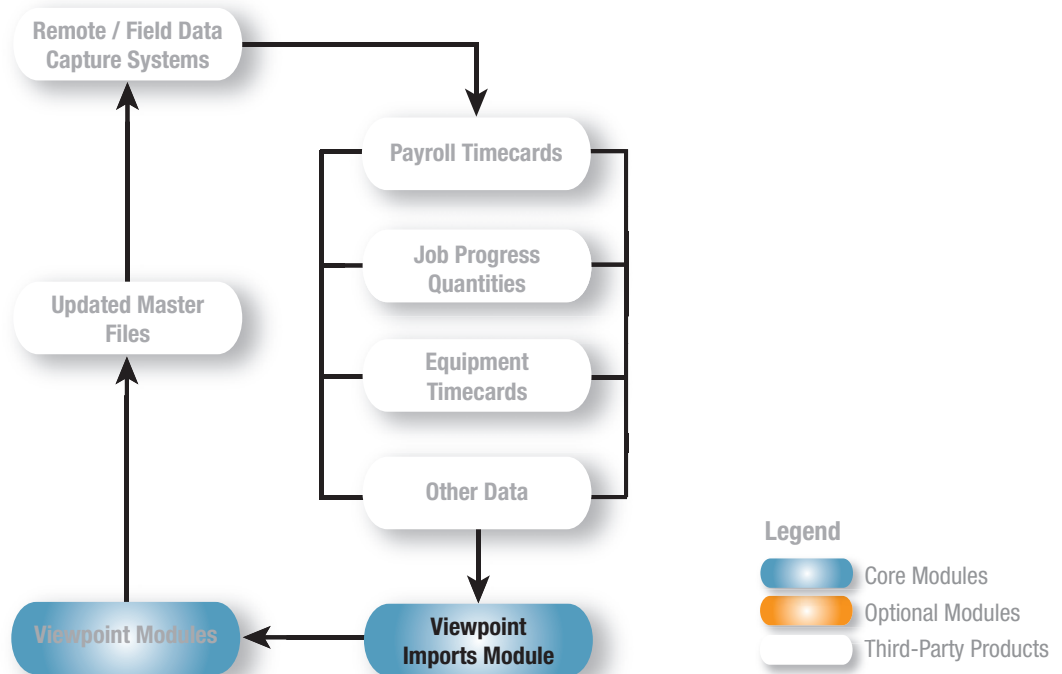 Remote / Field Data
Capture Systems
Payroll Timecards
Job Progress
Quantities
Updated Master
Files
Equipment
Timecards
Other Data
Viewpoint Modules
Viewpoint
Imports Module
Legend
Core Modules
Optional Modules
Third-Party Products